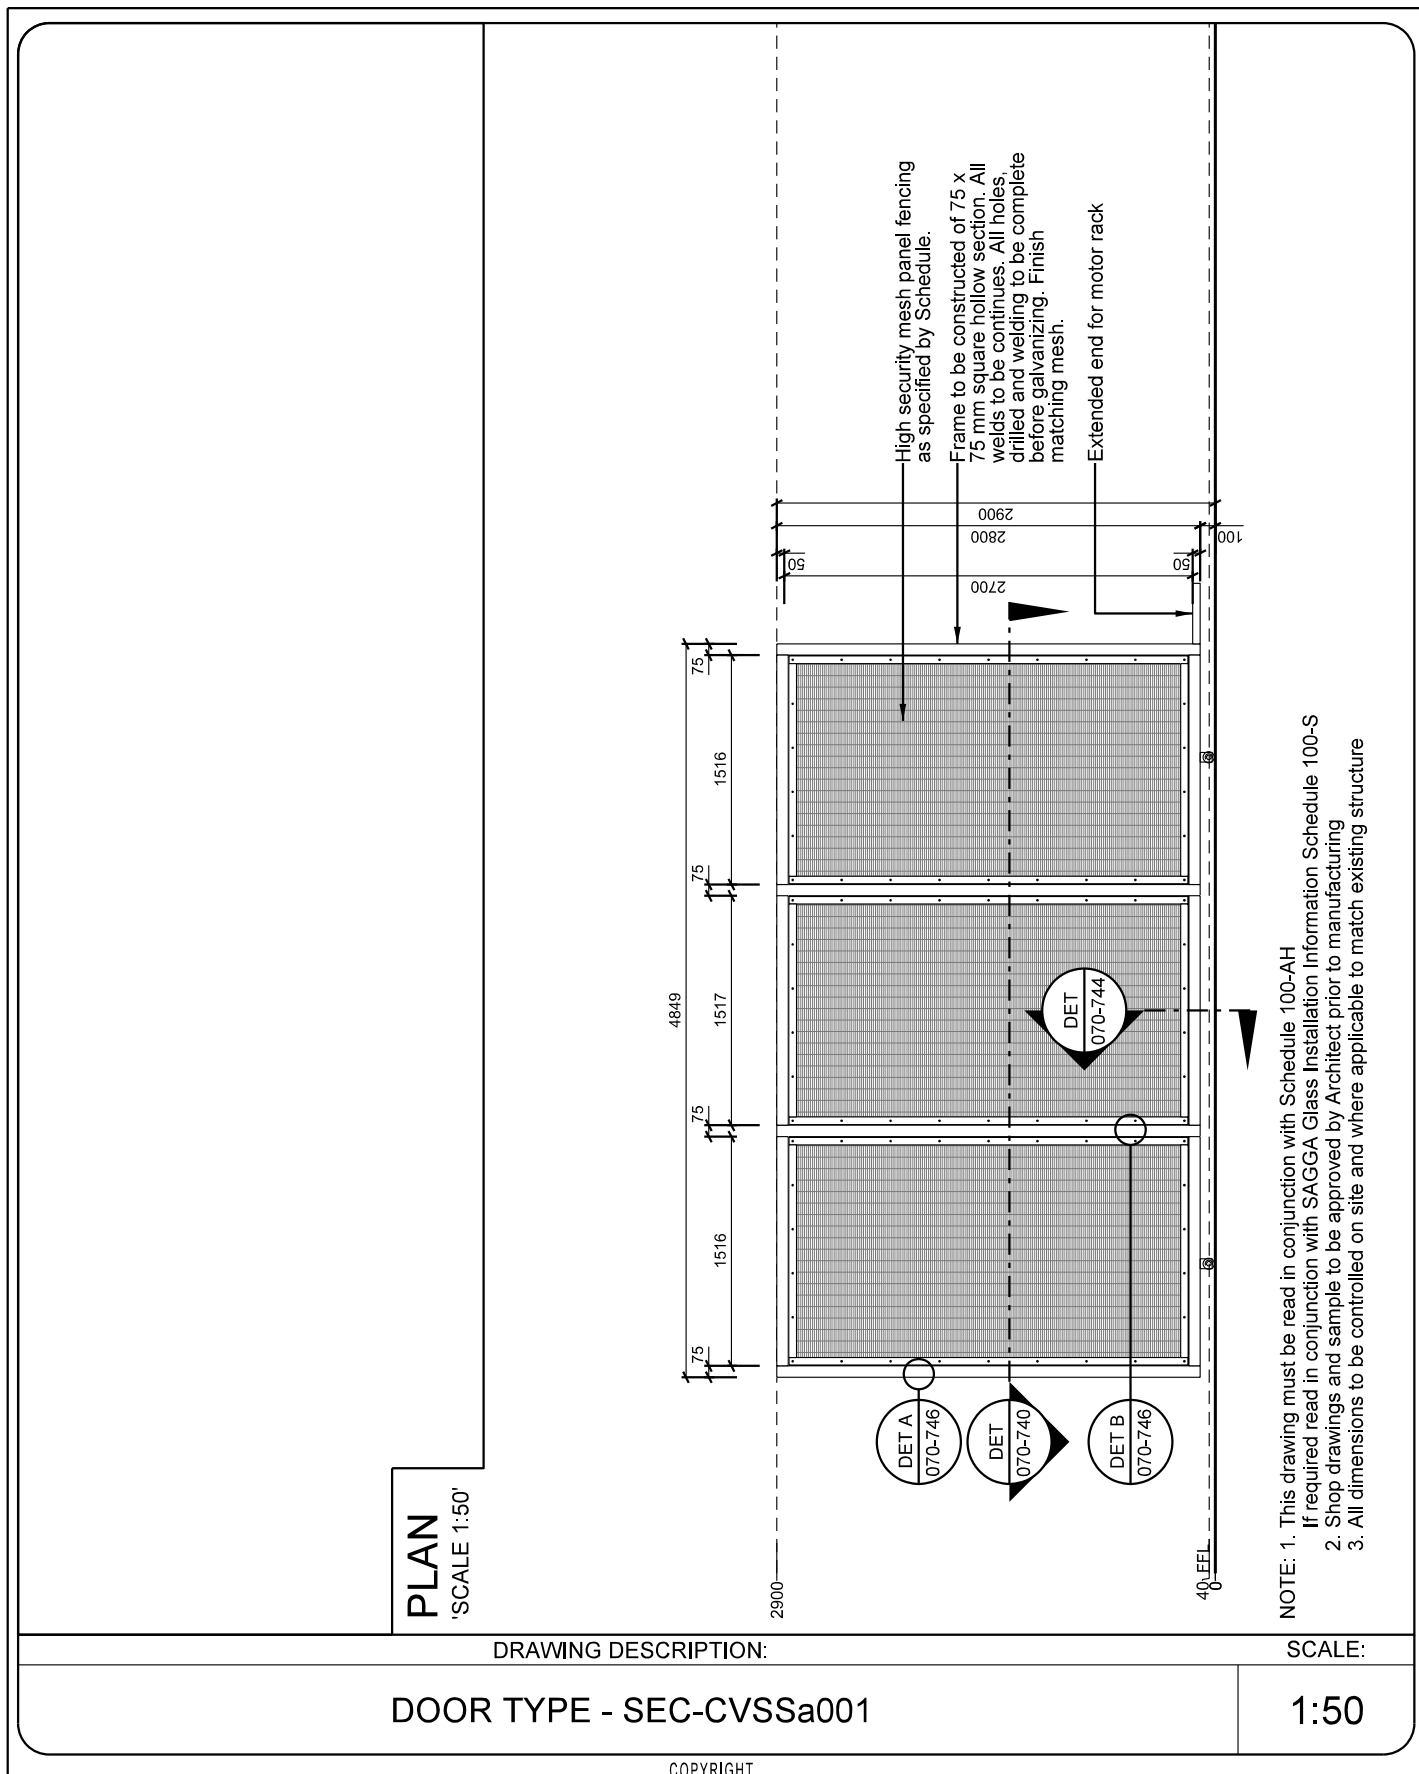 PLAN
'SCALE 1:50'
High security mesh panel fencing
as specified by Schedule.
Frame to be constructed of 75 x
75 mm square hollow section. All
welds to be continues. All holes,
drilled and welding to be complete
before galvanizing. Finish
matching mesh.
Extended end for motor rack
4849
75
1516
75
1517
75
1516
75
50
2700
50
2800
100
2900
DET A
070-746
DET
070-740
DET B
070-746
DET
070-744
2900
40
FFL
0
NOTE: 1. This drawing must be read in conjunction with Schedule 100-AH
If required read in conjunction with SAGGA Glass Installation Information Schedule 100-S
2. Shop drawings and sample to be approved by Architect prior to manufacturing
3. All dimensions to be controlled on site and where applicable to match existing structure
DRAWING DESCRIPTION:
SCALE:
DOOR TYPE - SEC-CVSSa001
1:50
COPYRIGHT